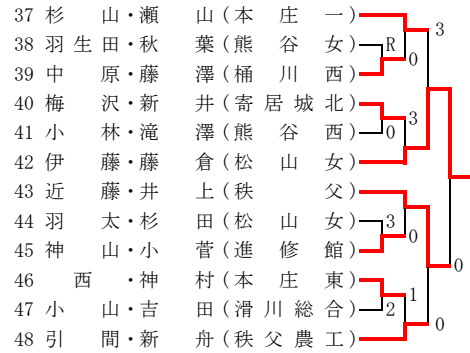 37 杉　山・瀬　山(本 庄 一) 3
38 羽 生 田・秋　葉(熊 谷 女) R
39 中　原・藤　澤(桶 川 西) 0
40 梅　沢・新　井(寄居城北) 3
41 小　林・滝　澤(熊 谷 西) 0
42 伊　藤・藤　倉(松 山 女)
43 近　藤・井　上(秩　父)
44 羽　太・杉　田(松 山 女) 3
45 神　山・小　菅(進 修 館) 0
46 西・神　村(本 庄 東) 0
47 小　山・吉　田(滑川総合) 2 1
48 引　間・新　舟(秩父農工) 0